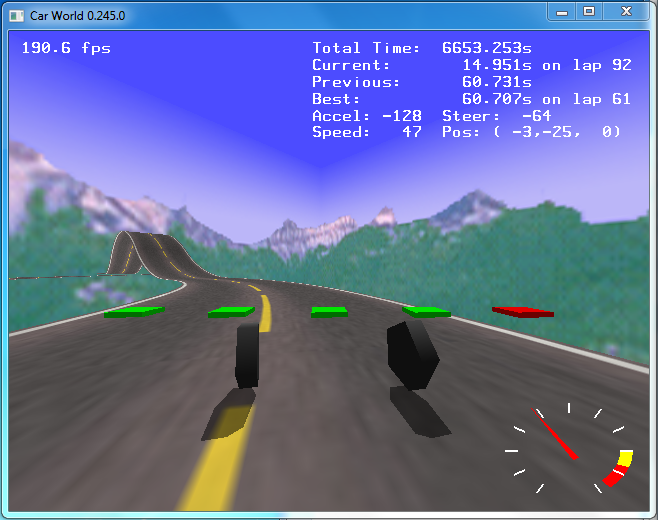 Car World 0.245.0
190.6 fps
Total Time: 6653.253s
Current: 14.951s on lap 92
Previous: 60.731s
Best: 60.707s on lap 61
Accel: -128 Steer: -64
Speed: 47 Pos: ( -3,-25, 0)